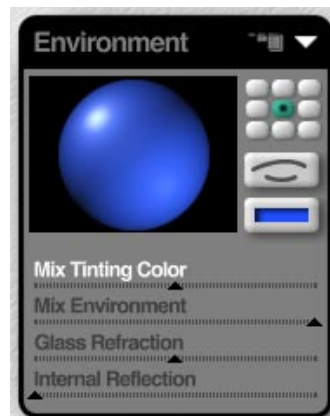 Environment
Mix Tinting Color
Mix Environment
Glass Refraction
Internal Reflection